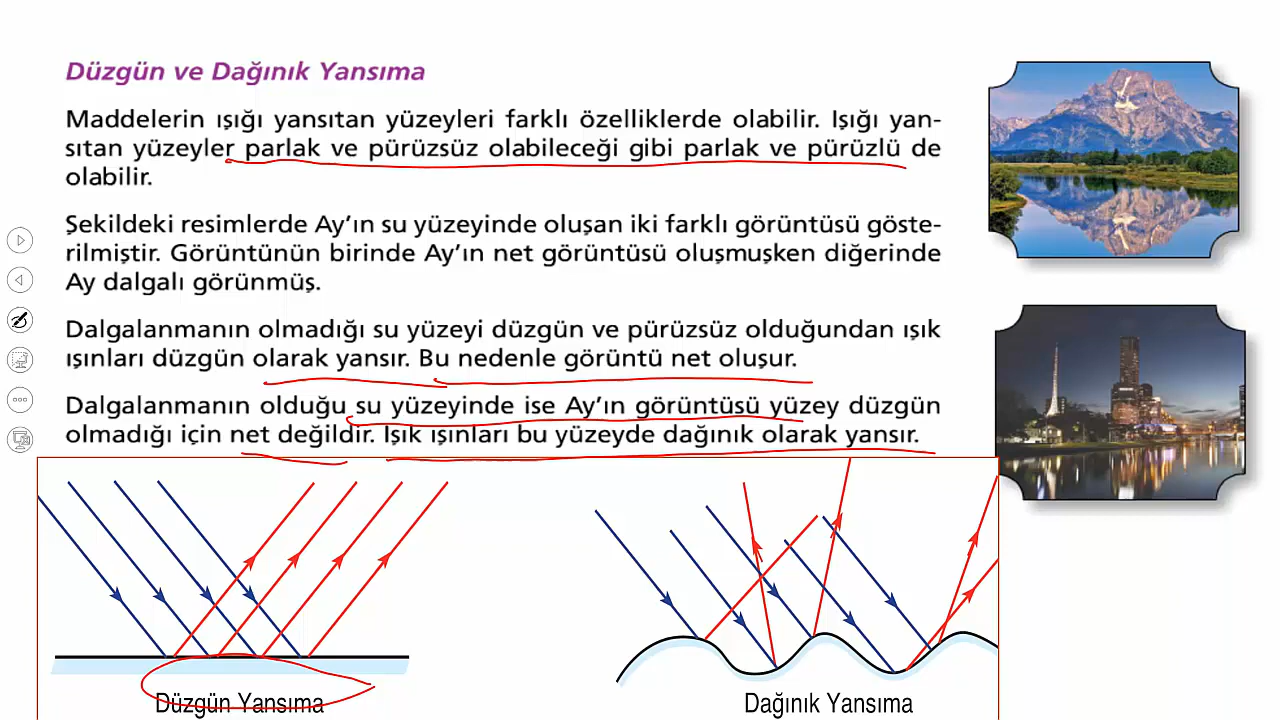 Düzgün ve Dağınık Yansıma
Maddelerin ışığı yansıtan yüzeyleri farklı özelliklerde olabilir. Işığı yan-
sıtan yüzeyler parlak ve pürüzsüz olabileceği gibi parlak ve pürüzlü de
olabilir.
Şekildeki resimlerde Ay’ın su yüzeyinde oluşan iki farklı görüntüsü göste-
rilmiştir. Görüntünün birinde Ay’ın net görüntüsü oluşmuşken diğerinde
Ay dalgalı görünmüş.
Dalgalanmanın olmadığı su yüzeyi düzgün ve pürüzsüz olduğundan ışık
ışınları düzgün olarak yansır. Bu nedenle görüntü net oluşur.
Dalgalanmanın olduğu su yüzeyinde ise Ay’ın görüntüsü yüzey düzgün
olmadığı için net değildir. Işık ışınları bu yüzeyde dağınık olarak yansır.
Düzgün Yansıma
Dağınık Yansıma